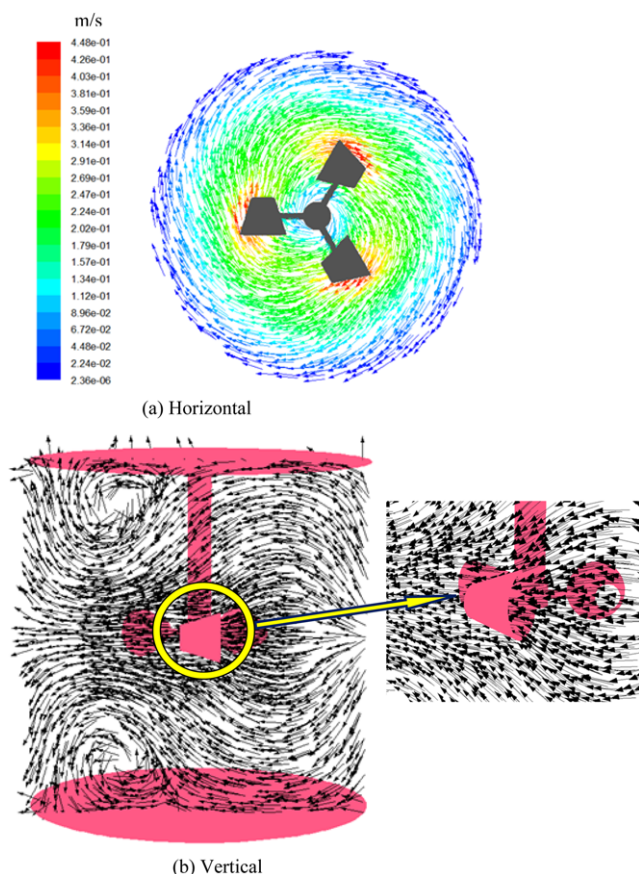 m/s
4.48e-01
4.26e-01
4.03e-01
3.81e-01
3.59e-01
3.36e-01
3.14e-01
2.91e-01
2.69e-01
2.47e-01
2.24e-01
2.02e-01
1.79e-01
1.57e-01
1.34e-01
1.12e-01
8.96e-02
6.72e-02
4.48e-02
2.24e-02
2.36e-06
(a) Horizontal
(b) Vertical